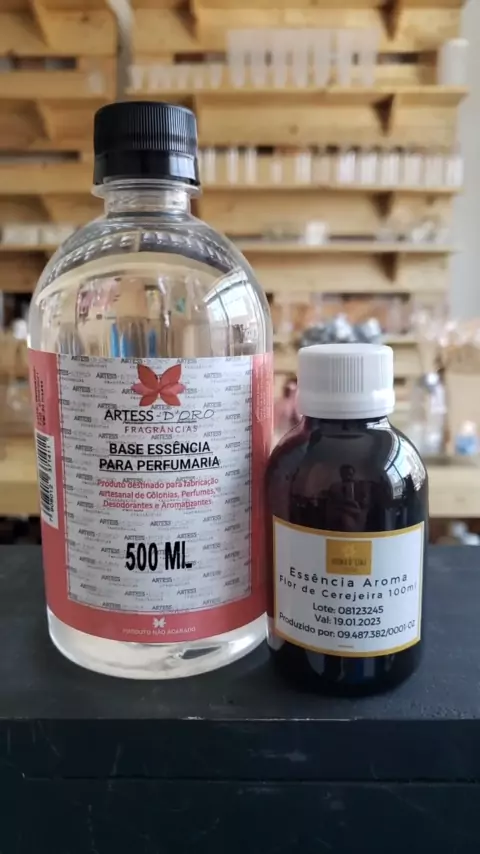 ARTESS-D'ORO
FRAGRÂNCIAS
BASE ESSÊNCIA
PARA PERFUMARIA
Produto destinado para fabricação
Artesanal de Colonias, Perfumes,
Desodorantes e Aromatizantes.
500 ML
PRODUTO NÃO ACABADO
Essência Aroma
Flor de Cerejeira 100ml
Lote: 08123245
Val: 19.01.2023
Produzido por: 09.487.382/0001-02